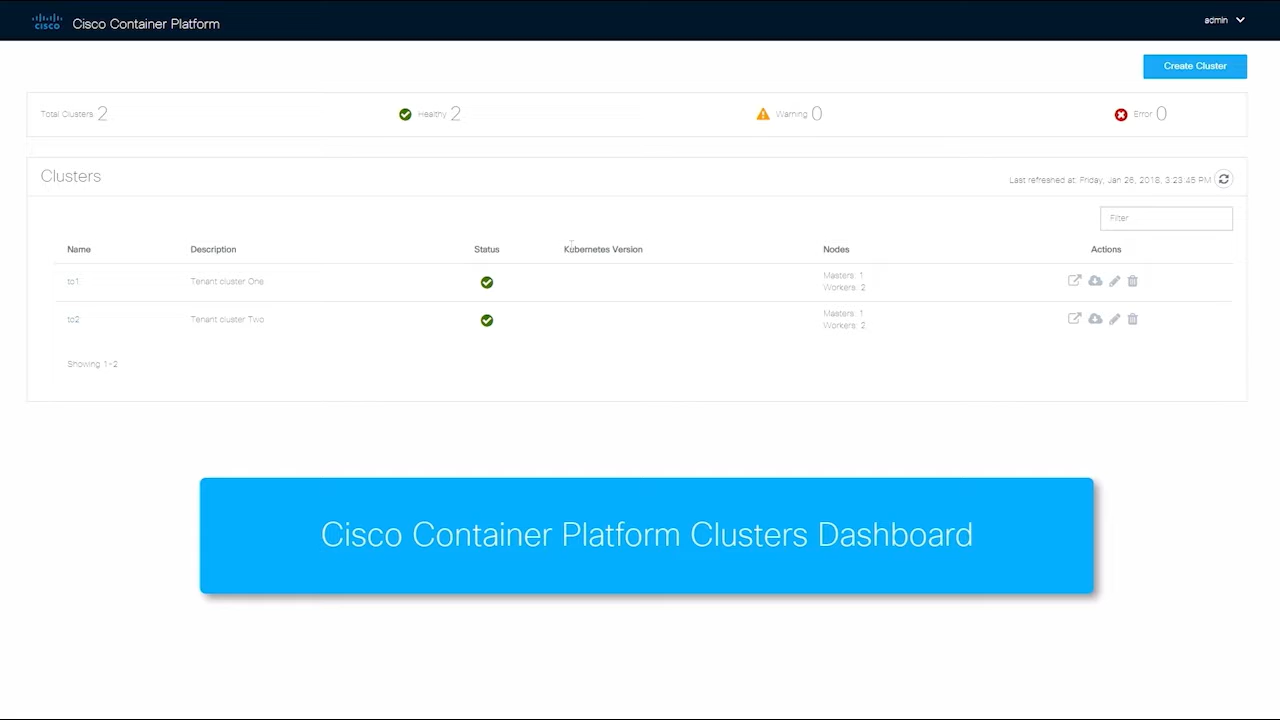 cisco
Cisco Container Platform
admin
Create Cluster
Total Clusters 2
Healthy 2
Warning 0
Error 0
Clusters
Last refreshed at: Friday, Jan 26, 2018, 3:23:45 PM
Filter
Name Description Status Kubernetes Version Nodes Actions
tc1 Tenant cluster One Masters: 1
Workers: 2
tc2 Tenant cluster Two Masters: 1
Workers: 2
Showing 1-2
Cisco Container Platform Clusters Dashboard